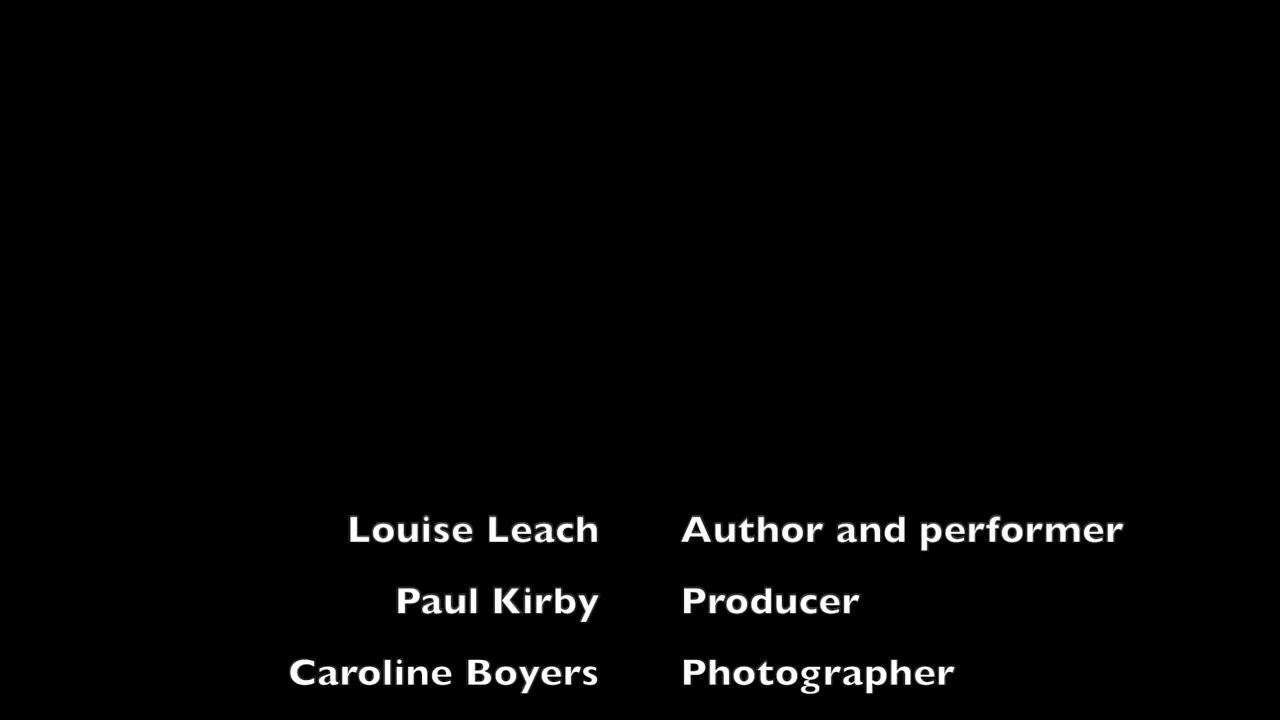 Louise Leach Author and performer
Paul Kirby Producer
Caroline Boyers Photographer